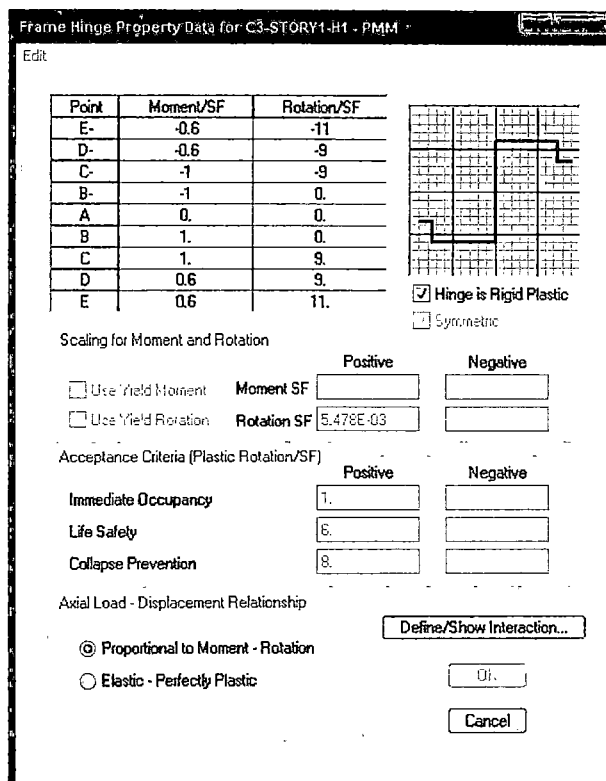 Frame Hinge Property Data for C3-STORY1-H1 - PMM
Edit
Point Moment/SF Rotation/SF
E- -0.6 -11
D- -0.6 -9
C- -1 -9
B- -1 0.
A 0. 0.
B 1. 0.
C 1. 9.
D 0.6 9.
E 0.6 11.
Hinge is Rigid Plastic
Symmetric
Scaling for Moment and Rotation
Positive Negative
Use Yield Moment Moment SF
Use Yield Rotation Rotation SF 5.478E-03
Acceptance Criteria (Plastic Rotation/SF)
Positive Negative
Immediate Occupancy 1.
Life Safety 6.
Collapse Prevention 8.
Axial Load - Displacement Relationship
Proportional to Moment - Rotation
Elastic - Perfectly Plastic
Define/Show Interaction...
OK
Cancel